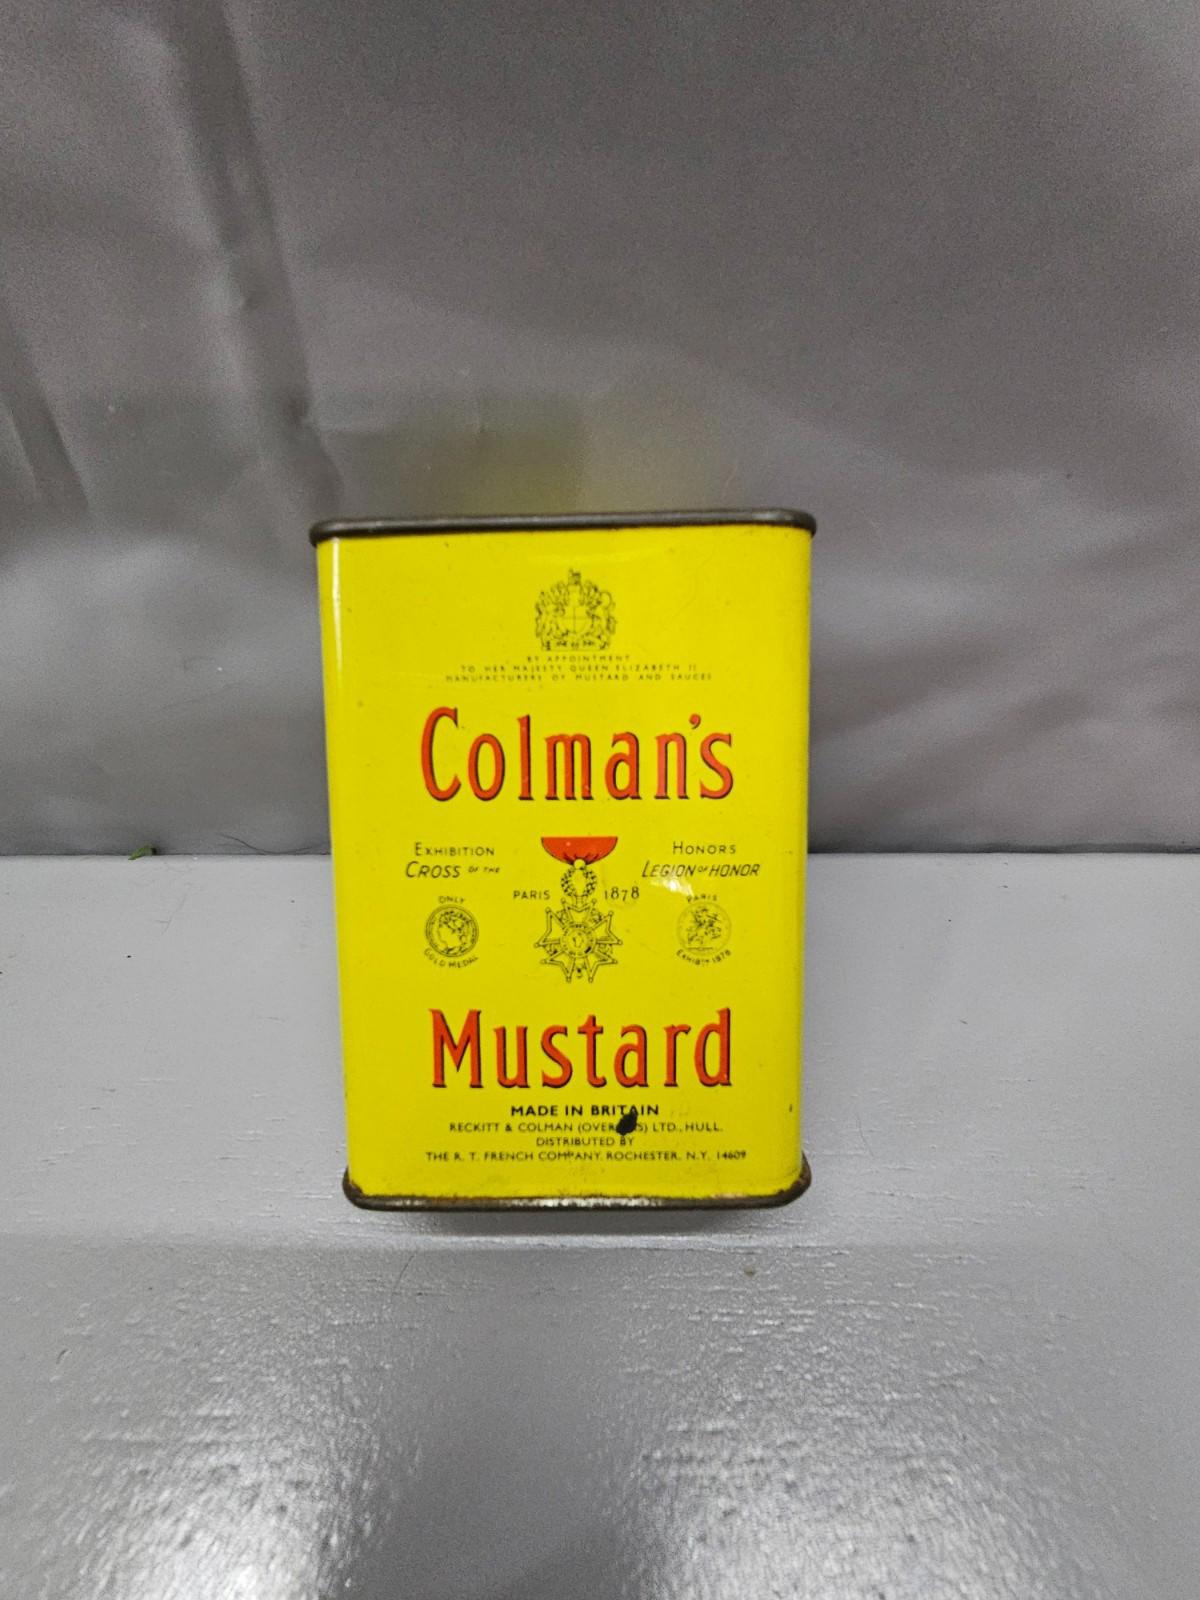 BY APPOINTMENT
TO HER MAJESTY QUEEN ELIZABETH II
MANUFACTURERS OF MUSTARD AND SAUCES
Colman's
EXHIBITION HONORS
CROSS OF THE LEGION OF HONOR
PARIS 1878
ONLY
GOLD MEDAL
PARIS
EXHIBTN 1878
Mustard
MADE IN BRITAIN
RECKITT & COLMAN LTD., HULL.
DISTRIBUTED BY
THE R. T. FRENCH COMPANY, ROCHESTER, N.Y. 14609